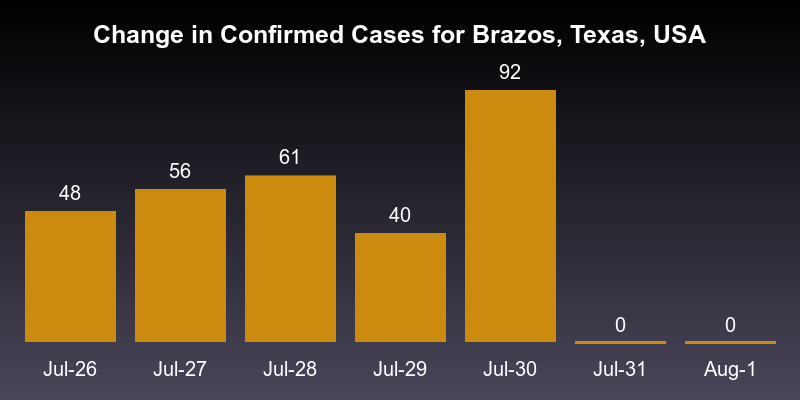 Change in Confirmed Cases for Brazos, Texas, USA
48
56
61
40
92
0
0
Jul-26
Jul-27
Jul-28
Jul-29
Jul-30
Jul-31
Aug-1